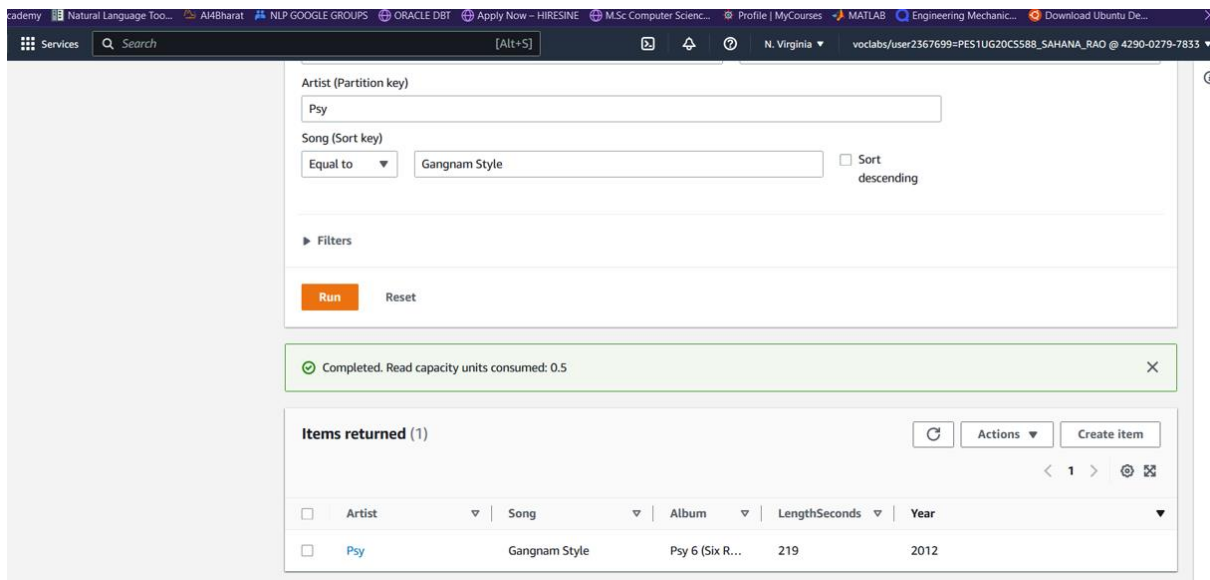 cademy Natural Language Too... AI4Bharat NLP GOOGLE GROUPS ORACLE DBT Apply Now – HIRESINE M.Sc Computer Scienc... Profile | MyCourses MATLAB Engineering Mechanic... Download Ubuntu De...
Services Search [Alt+S] N. Virginia voclabs/user2367699=PES1UG20CS588_SAHANA_RAO @ 4290-0279-7833
Artist (Partition key)
Psy
Song (Sort key)
Equal to Gangnam Style Sort
descending
Filters
Run Reset
Completed. Read capacity units consumed: 0.5
Items returned (1) Actions Create item
1
Artist Song Album LengthSeconds Year
Psy Gangnam Style Psy 6 (Six R... 219 2012